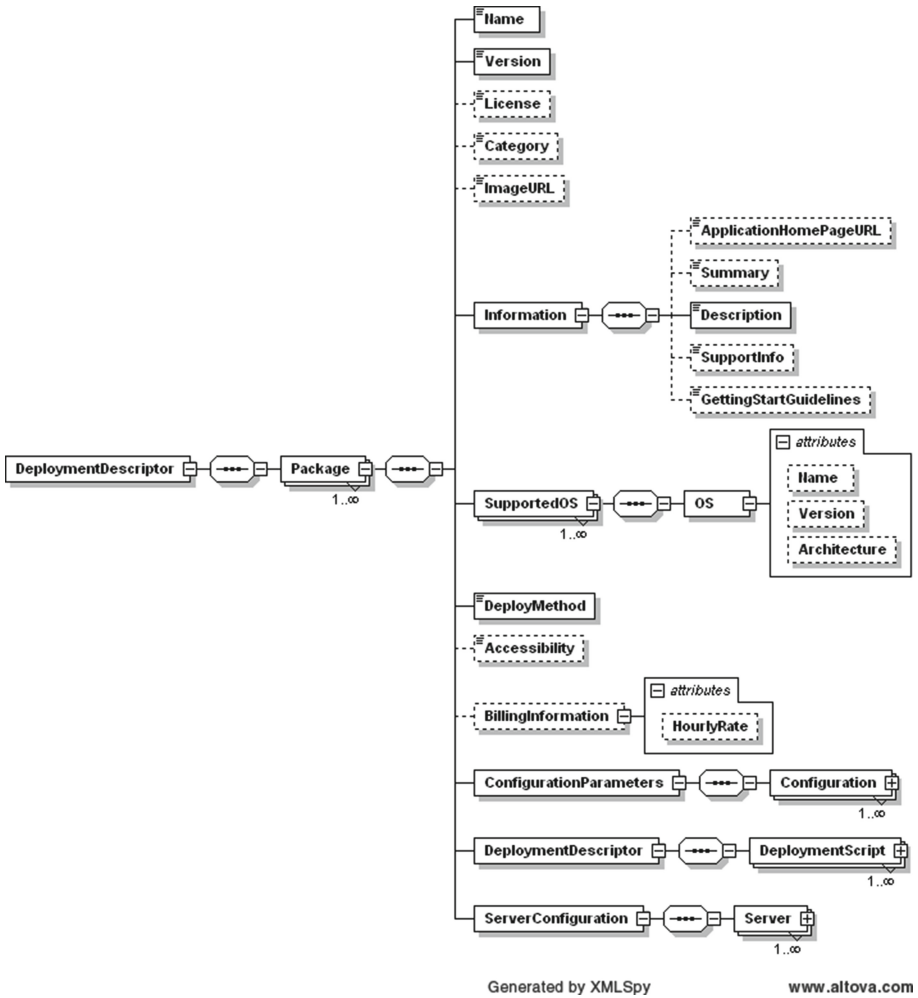 Name
Version
License
Category
ImageURL
ApplicationHomePageURL
Summary
Information
Description
SupportInfo
GettingStartGuidelines
DeploymentDescriptor
Package
1..∞
attributes
SupportedOS
1..∞
OS
Name
Version
Architecture
DeployMethod
Accessibility
attributes
BillingInformation
HourlyRate
ConfigurationParameters
Configuration
1..∞
DeploymentDescriptor
DeploymentScript
1..∞
ServerConfiguration
Server
1..∞
Generated by XMLSpy
www.altova.com